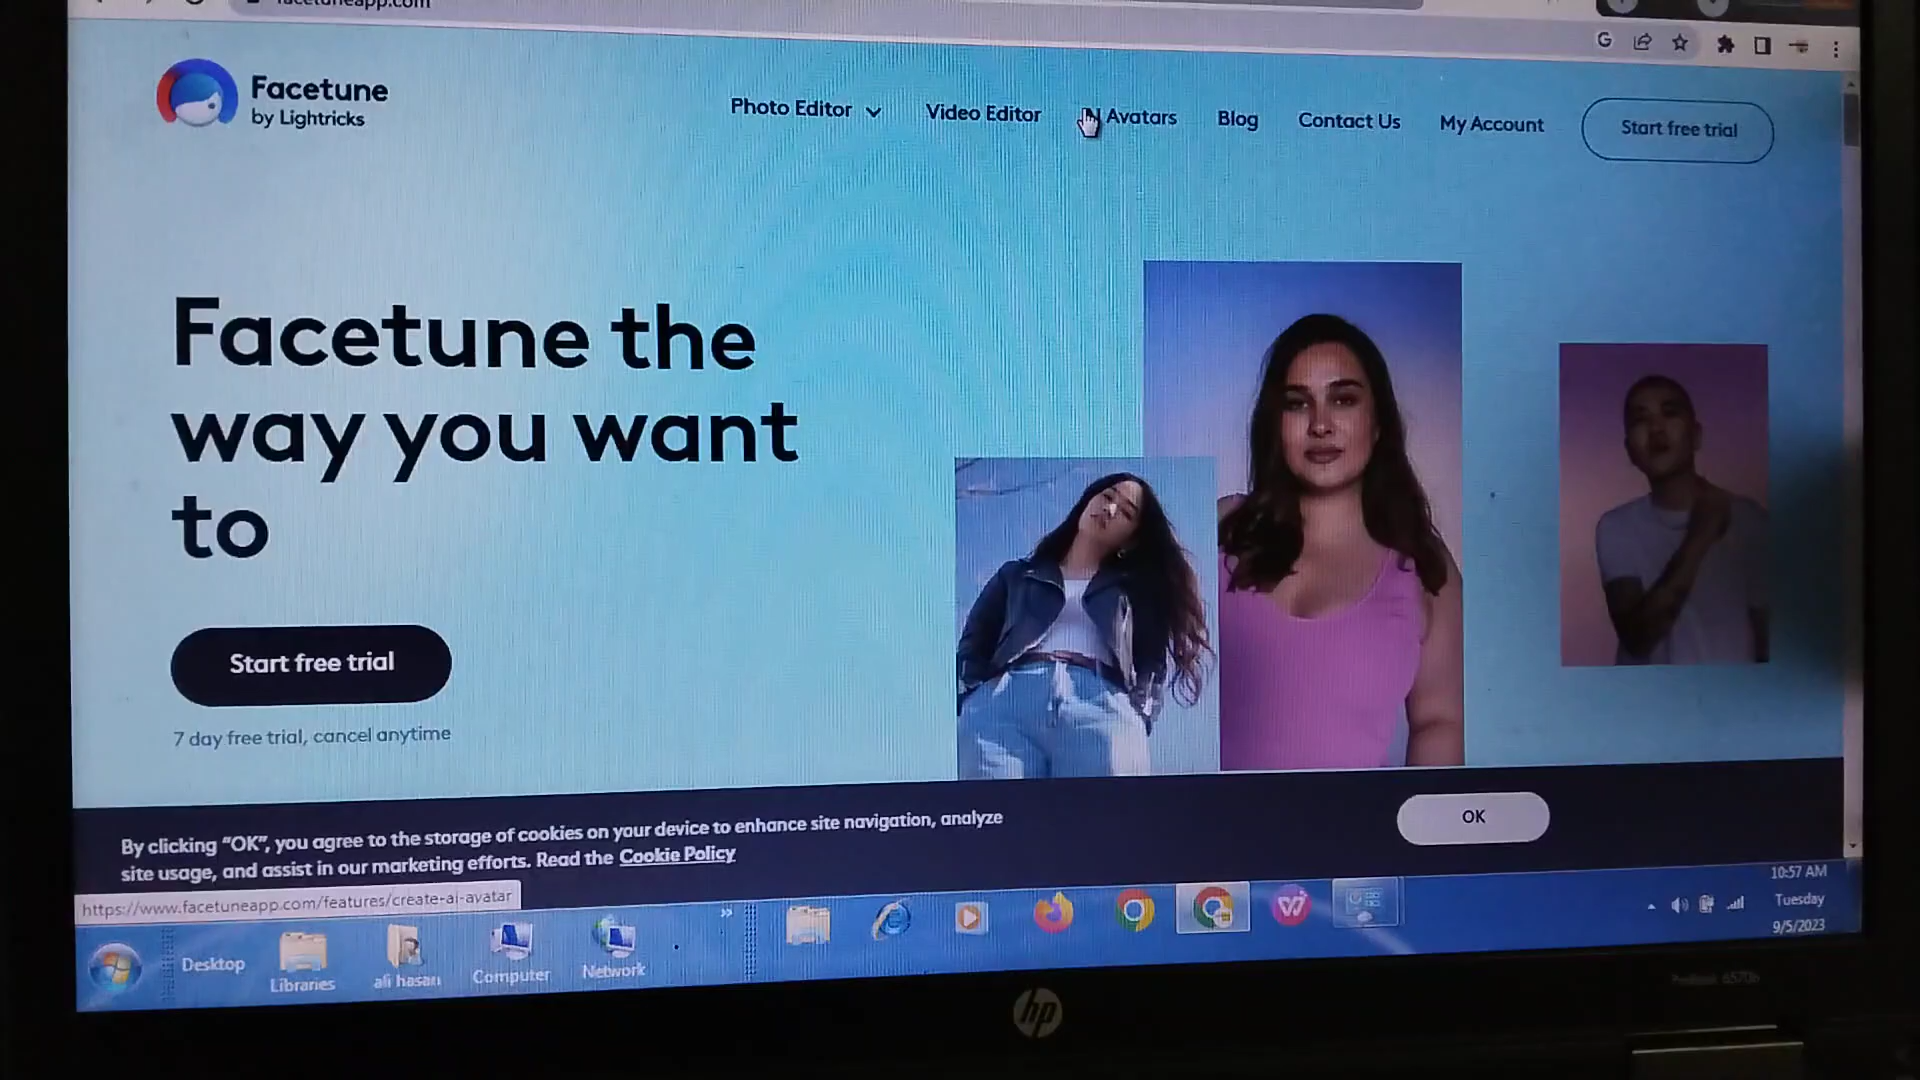 facetuneapp.com
Facetune
by Lightricks
Photo Editor
Video Editor
Avatars
Blog
Contact Us
My Account
Start free trial
Facetune the
way you want
to
Start free trial
7 day free trial, cancel anytime
By clicking “OK”, you agree to the storage of cookies on your device to enhance site navigation, analyze
site usage, and assist in our marketing efforts. Read the Cookie Policy
OK
https://www.facetuneapp.com/features/create-ai-avatar
Desktop
Libraries
ali hasan
Computer
Network
10:57 AM
Tuesday
9/5/2023
hp
ProBook 6570b